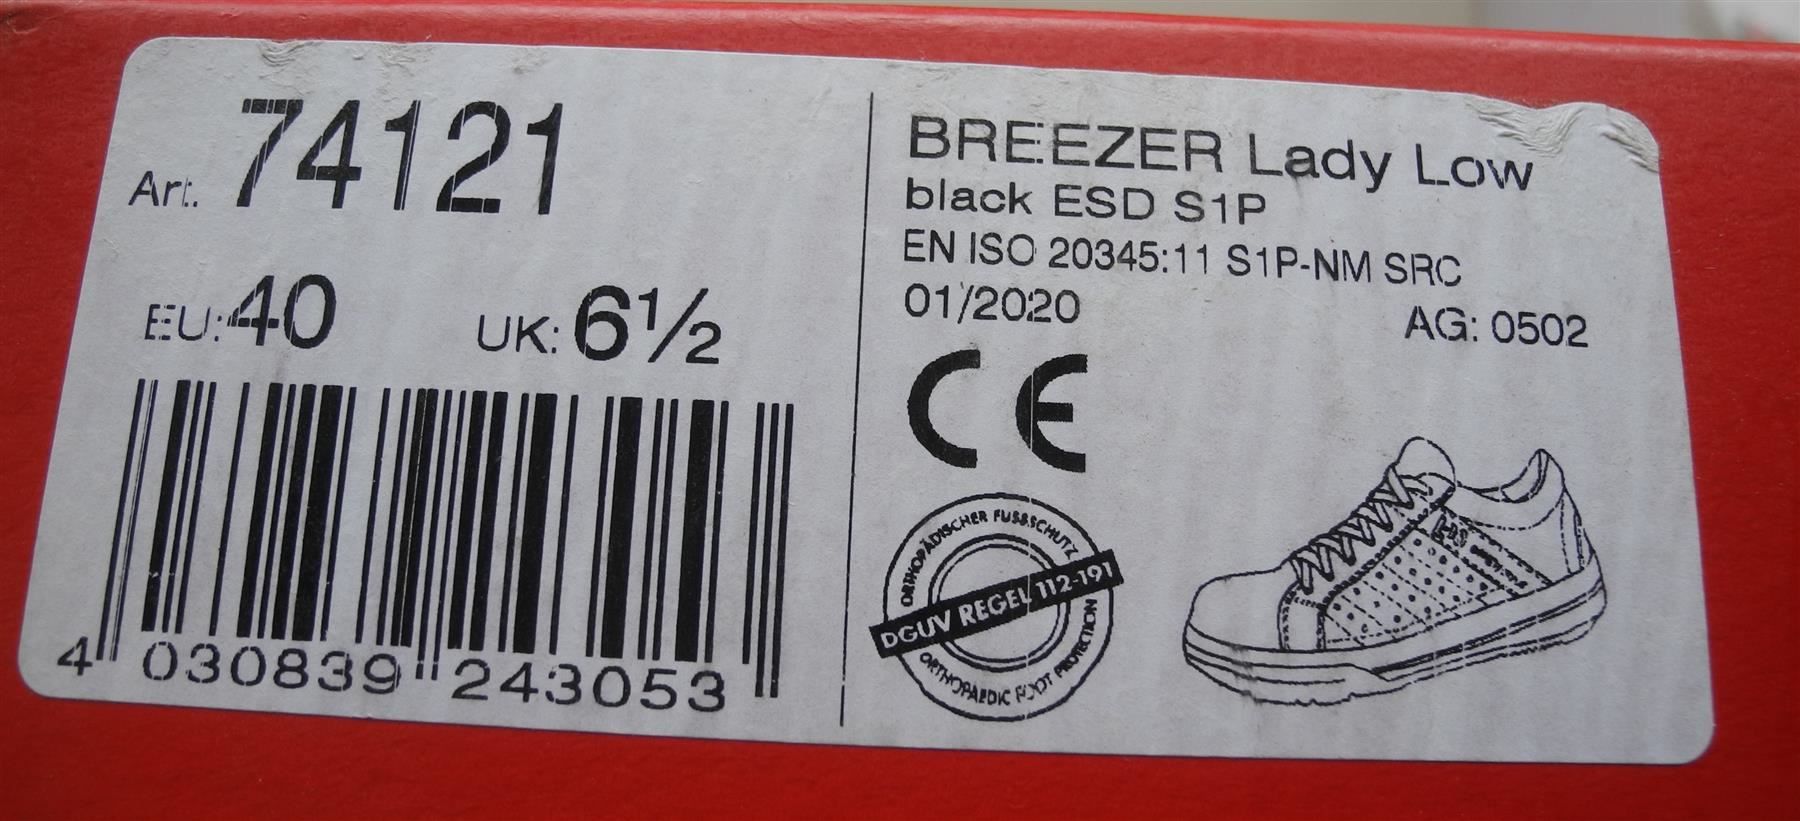 Art. 74121
EU: 40 UK: 6½
4 030839 243053
BREEZER Lady Low
black ESD S1P
EN ISO 20345:11 S1P-NM SRC
01/2020 AG: 0502
CE
ORTHOPÄDISCHER FUSSSCHUTZ
DGUV REGEL 112-191
ORTHOPAEDIC FOOT PROTECTION